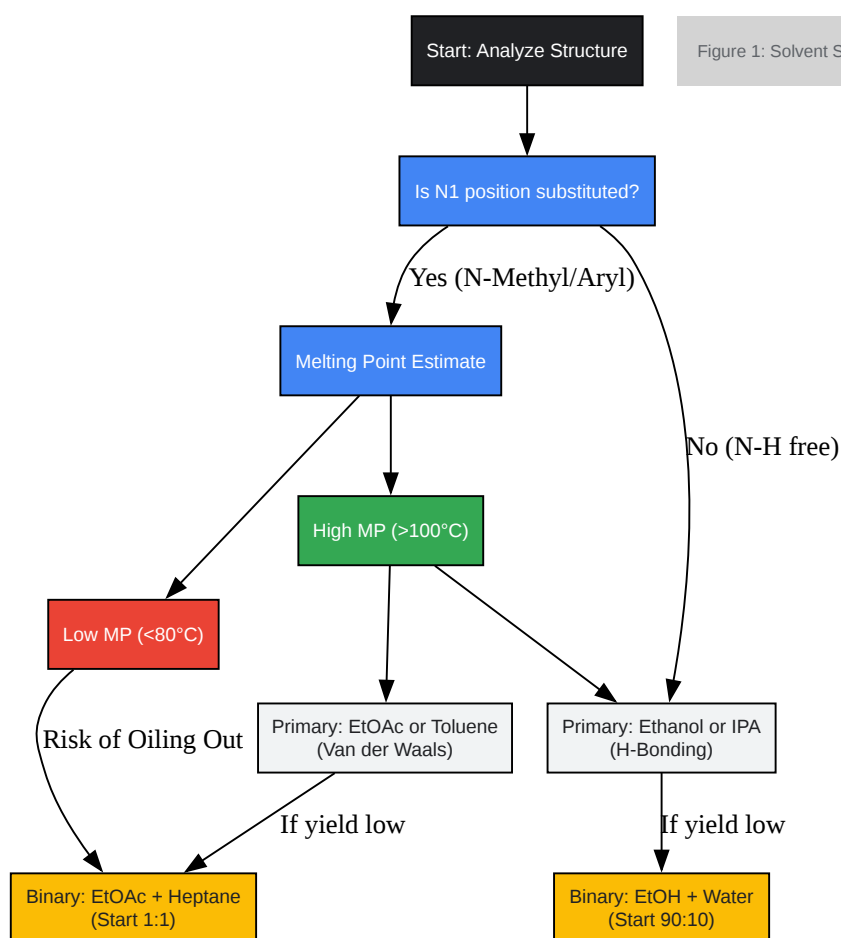 Start: Analyze Structure
Figure 1: Solvent
Is N1 position substituted?
Yes (N-Methyl/Aryl)
Melting Point Estimate
No (N-H free)
High MP (>100°C)
Low MP (<80°C)
Risk of Oiling Out
Primary: EtOAc or Toluene
(Van der Waals)
Primary: Ethanol or IPA
(H-Bonding)
If yield low
If yield low
Binary: EtOAc + Heptane
(Start 1:1)
Binary: EtOH + Water
(Start 90:10)